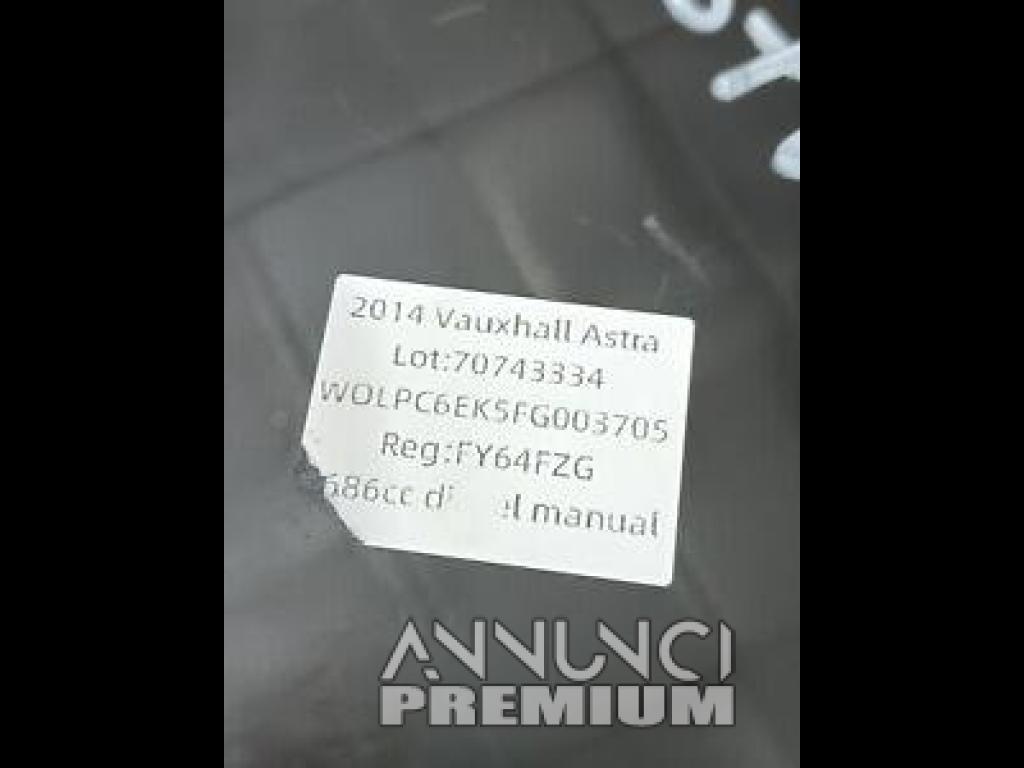 2014 Vauxhall Astra
Lot:70743334
WOLPC6EK5FG003705
Reg:FY64FZG
manual
ANNUNCI
PREMIUM